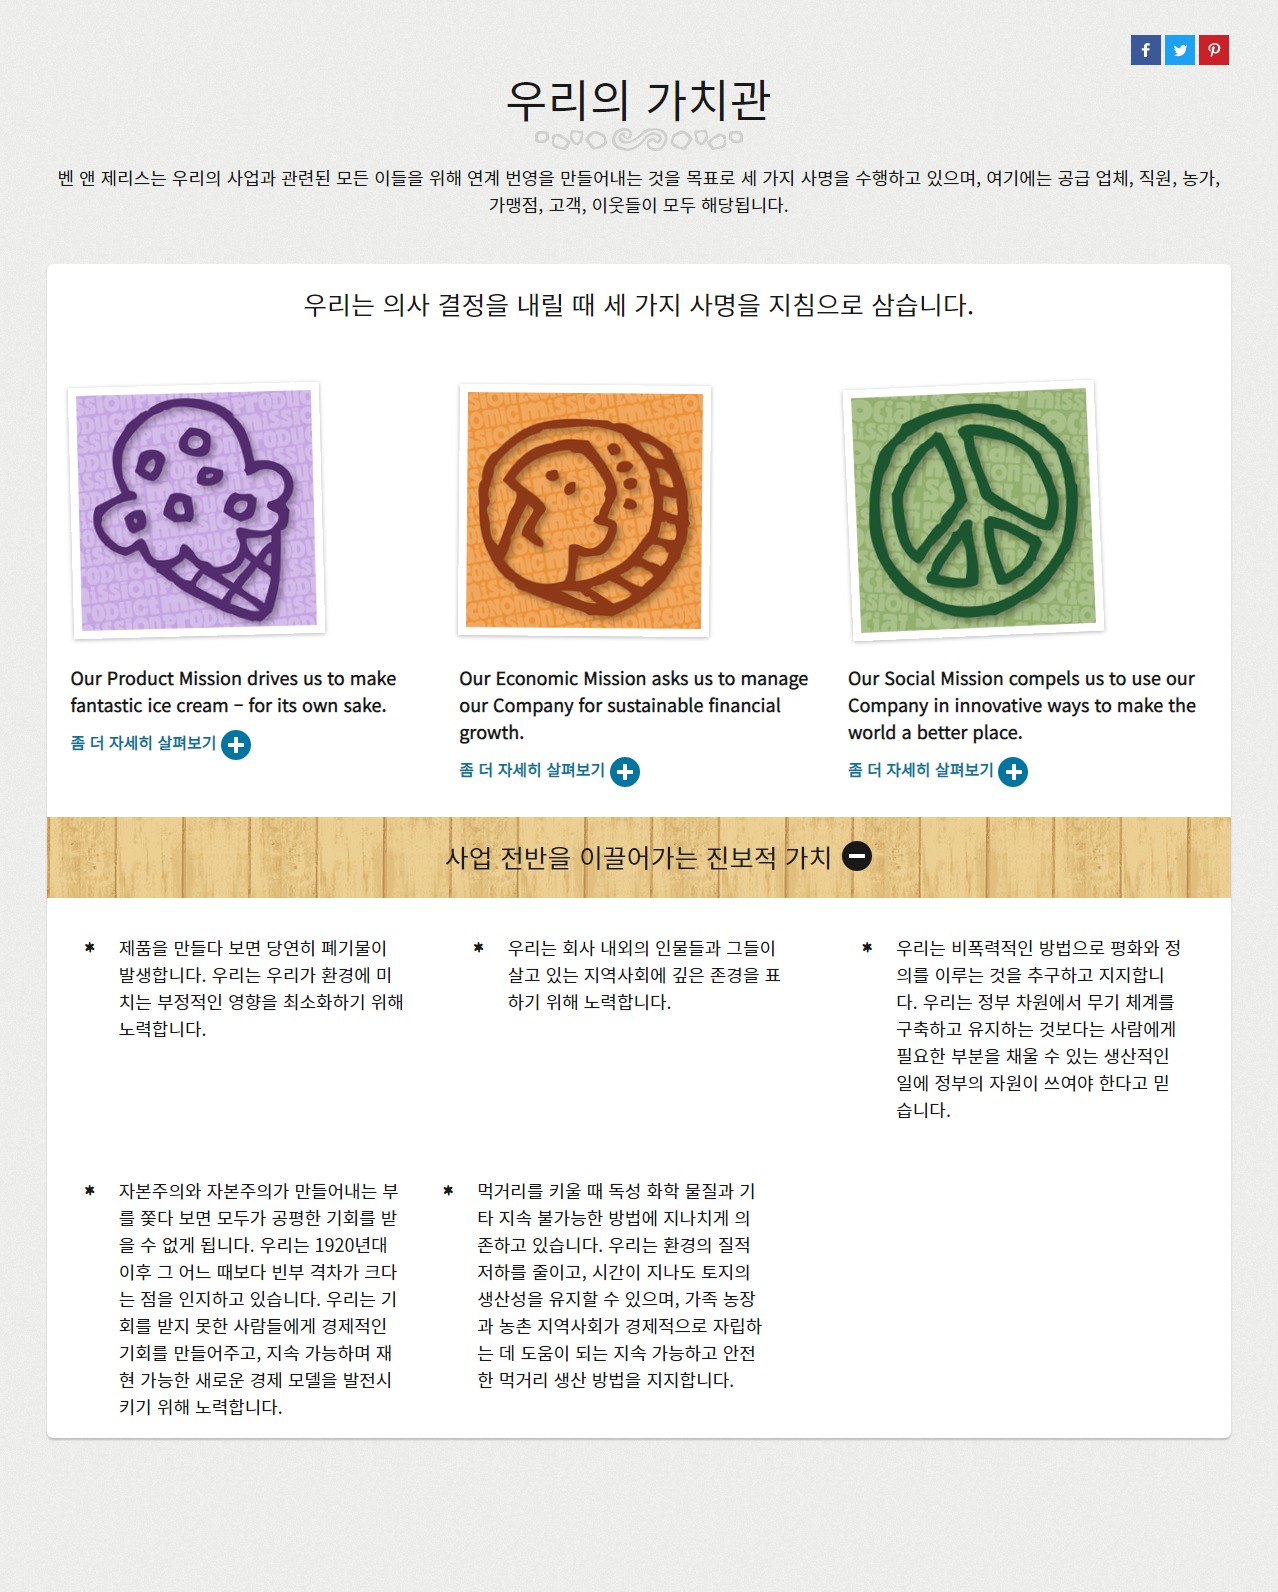 우리의 가치관
벤 앤 제리스는 우리의 사업과 관련된 모든 이들을 위해 연계 번영을 만들어내는 것을 목표로 세 가지 사명을 수행하고 있으며, 여기에는 공급 업체, 직원, 농가,
가맹점, 고객, 이웃들이 모두 해당됩니다.
우리는 의사 결정을 내릴 때 세 가지 사명을 지침으로 삼습니다.
Our Product Mission drives us to make
fantastic ice cream – for its own sake.
좀 더 자세히 살펴보기
Our Economic Mission asks us to manage
our Company for sustainable financial
growth.
좀 더 자세히 살펴보기
Our Social Mission compels us to use our
Company in innovative ways to make the
world a better place.
좀 더 자세히 살펴보기
사업 전반을 이끌어가는 진보적 가치
제품을 만들다 보면 당연히 폐기물이
발생합니다. 우리는 우리가 환경에 미
치는 부정적인 영향을 최소화하기 위해
노력합니다.
우리는 회사 내외의 인물들과 그들이
살고 있는 지역사회에 깊은 존경을 표
하기 위해 노력합니다.
우리는 비폭력적인 방법으로 평화와 정
의를 이루는 것을 추구하고 지지합니
다. 우리는 정부 차원에서 무기 체계를
구축하고 유지하는 것보다는 사람에게
필요한 부분을 채울 수 있는 생산적인
일에 정부의 자원이 쓰여야 한다고 믿
습니다.
자본주의와 자본주의가 만들어내는 부
를 쫓다 보면 모두가 공평한 기회를 받
을 수 없게 됩니다. 우리는 1920년대
이후 그 어느 때보다 빈부 격차가 크다
는 점을 인지하고 있습니다. 우리는 기
회를 받지 못한 사람들에게 경제적인
기회를 만들어주고, 지속 가능하며 재
현 가능한 새로운 경제 모델을 발전시
키기 위해 노력합니다.
먹거리를 키울 때 독성 화학 물질과 기
타 지속 불가능한 방법에 지나치게 의
존하고 있습니다. 우리는 환경의 질적
저하를 줄이고, 시간이 지나도 토지의
생산성을 유지할 수 있으며, 가족 농장
과 농촌 지역사회가 경제적으로 자립하
는 데 도움이 되는 지속 가능하고 안전
한 먹거리 생산 방법을 지지합니다.